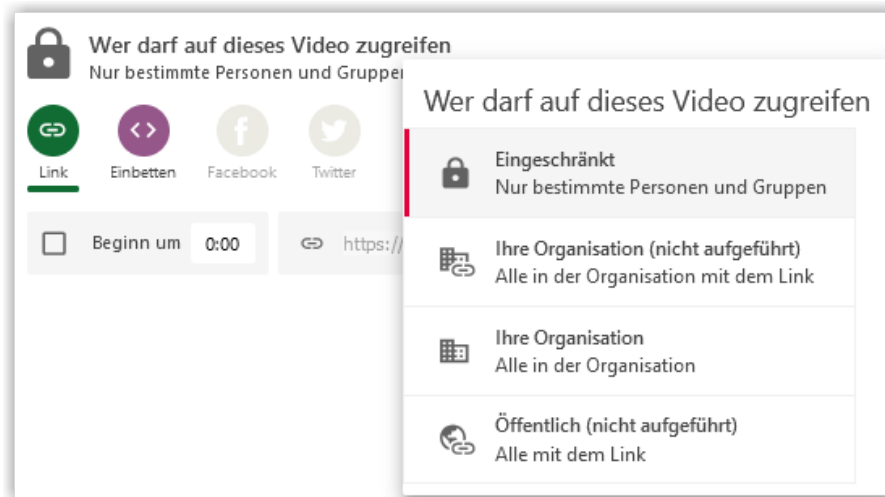 Wer darf auf dieses Video zugreifen
Nur bestimmte Personen und Gruppen
Link
Einbetten
Facebook
Twitter
Beginn um 0:00
https://
Wer darf auf dieses Video zugreifen
Eingeschränkt
Nur bestimmte Personen und Gruppen
Ihre Organisation (nicht aufgeführt)
Alle in der Organisation mit dem Link
Ihre Organisation
Alle in der Organisation
Öffentlich (nicht aufgeführt)
Alle mit dem Link